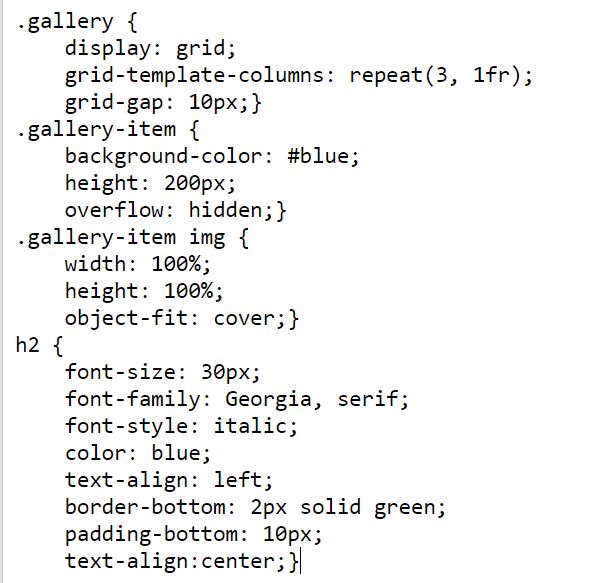 .gallery {
    display: grid;
    grid-template-columns: repeat(3, 1fr);
    grid-gap: 10px;}
.gallery-item {
    background-color: #blue;
    height: 200px;
    overflow: hidden;}
.gallery-item img {
    width: 100%;
    height: 100%;
    object-fit: cover;}
h2 {
    font-size: 30px;
    font-family: Georgia, serif;
    font-style: italic;
    color: blue;
    text-align: left;
    border-bottom: 2px solid green;
    padding-bottom: 10px;
    text-align:center;}